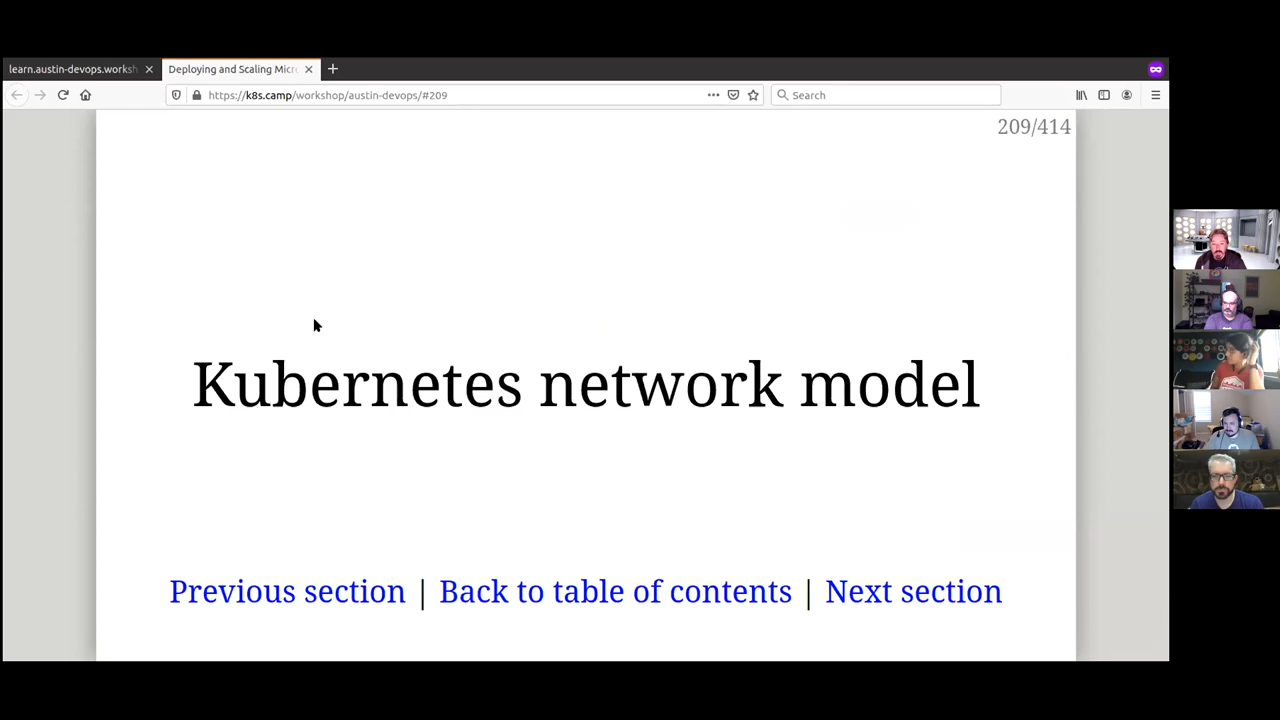 learn.austin-devops.worksh
Deploying and Scaling Micr
https://k8s.camp/workshop/austin-devops/#209
Search
209/414
Kubernetes network model
Previous section | Back to table of contents | Next section